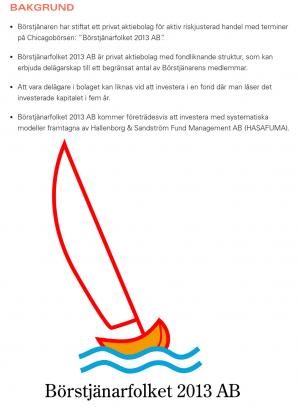 BAKGRUND
• Börstjänaren har stiftat ett privat aktiebolag för aktiv riskjusterad handel med terminer
på Chicagobörsen: ”Börstjänarfolket 2013 AB”.
• Börstjänarfolket 2013 AB är privat aktiebolag med fondliknande struktur, som kan
erbjuda delägarskap till ett begränsat antal av Börstjänarens medlemmar.
• Att vara delägare i bolaget kan liknas vid att investera i en fond där man låser det
investerade kapitalet i fem år.
• Börstjänarfolket 2013 AB kommer företrädesvis att investera med systematiska
modeller framtagna av Hallenborg & Sandström Fund Management AB (HASAFUMA).
Börstjänarfolket 2013 AB